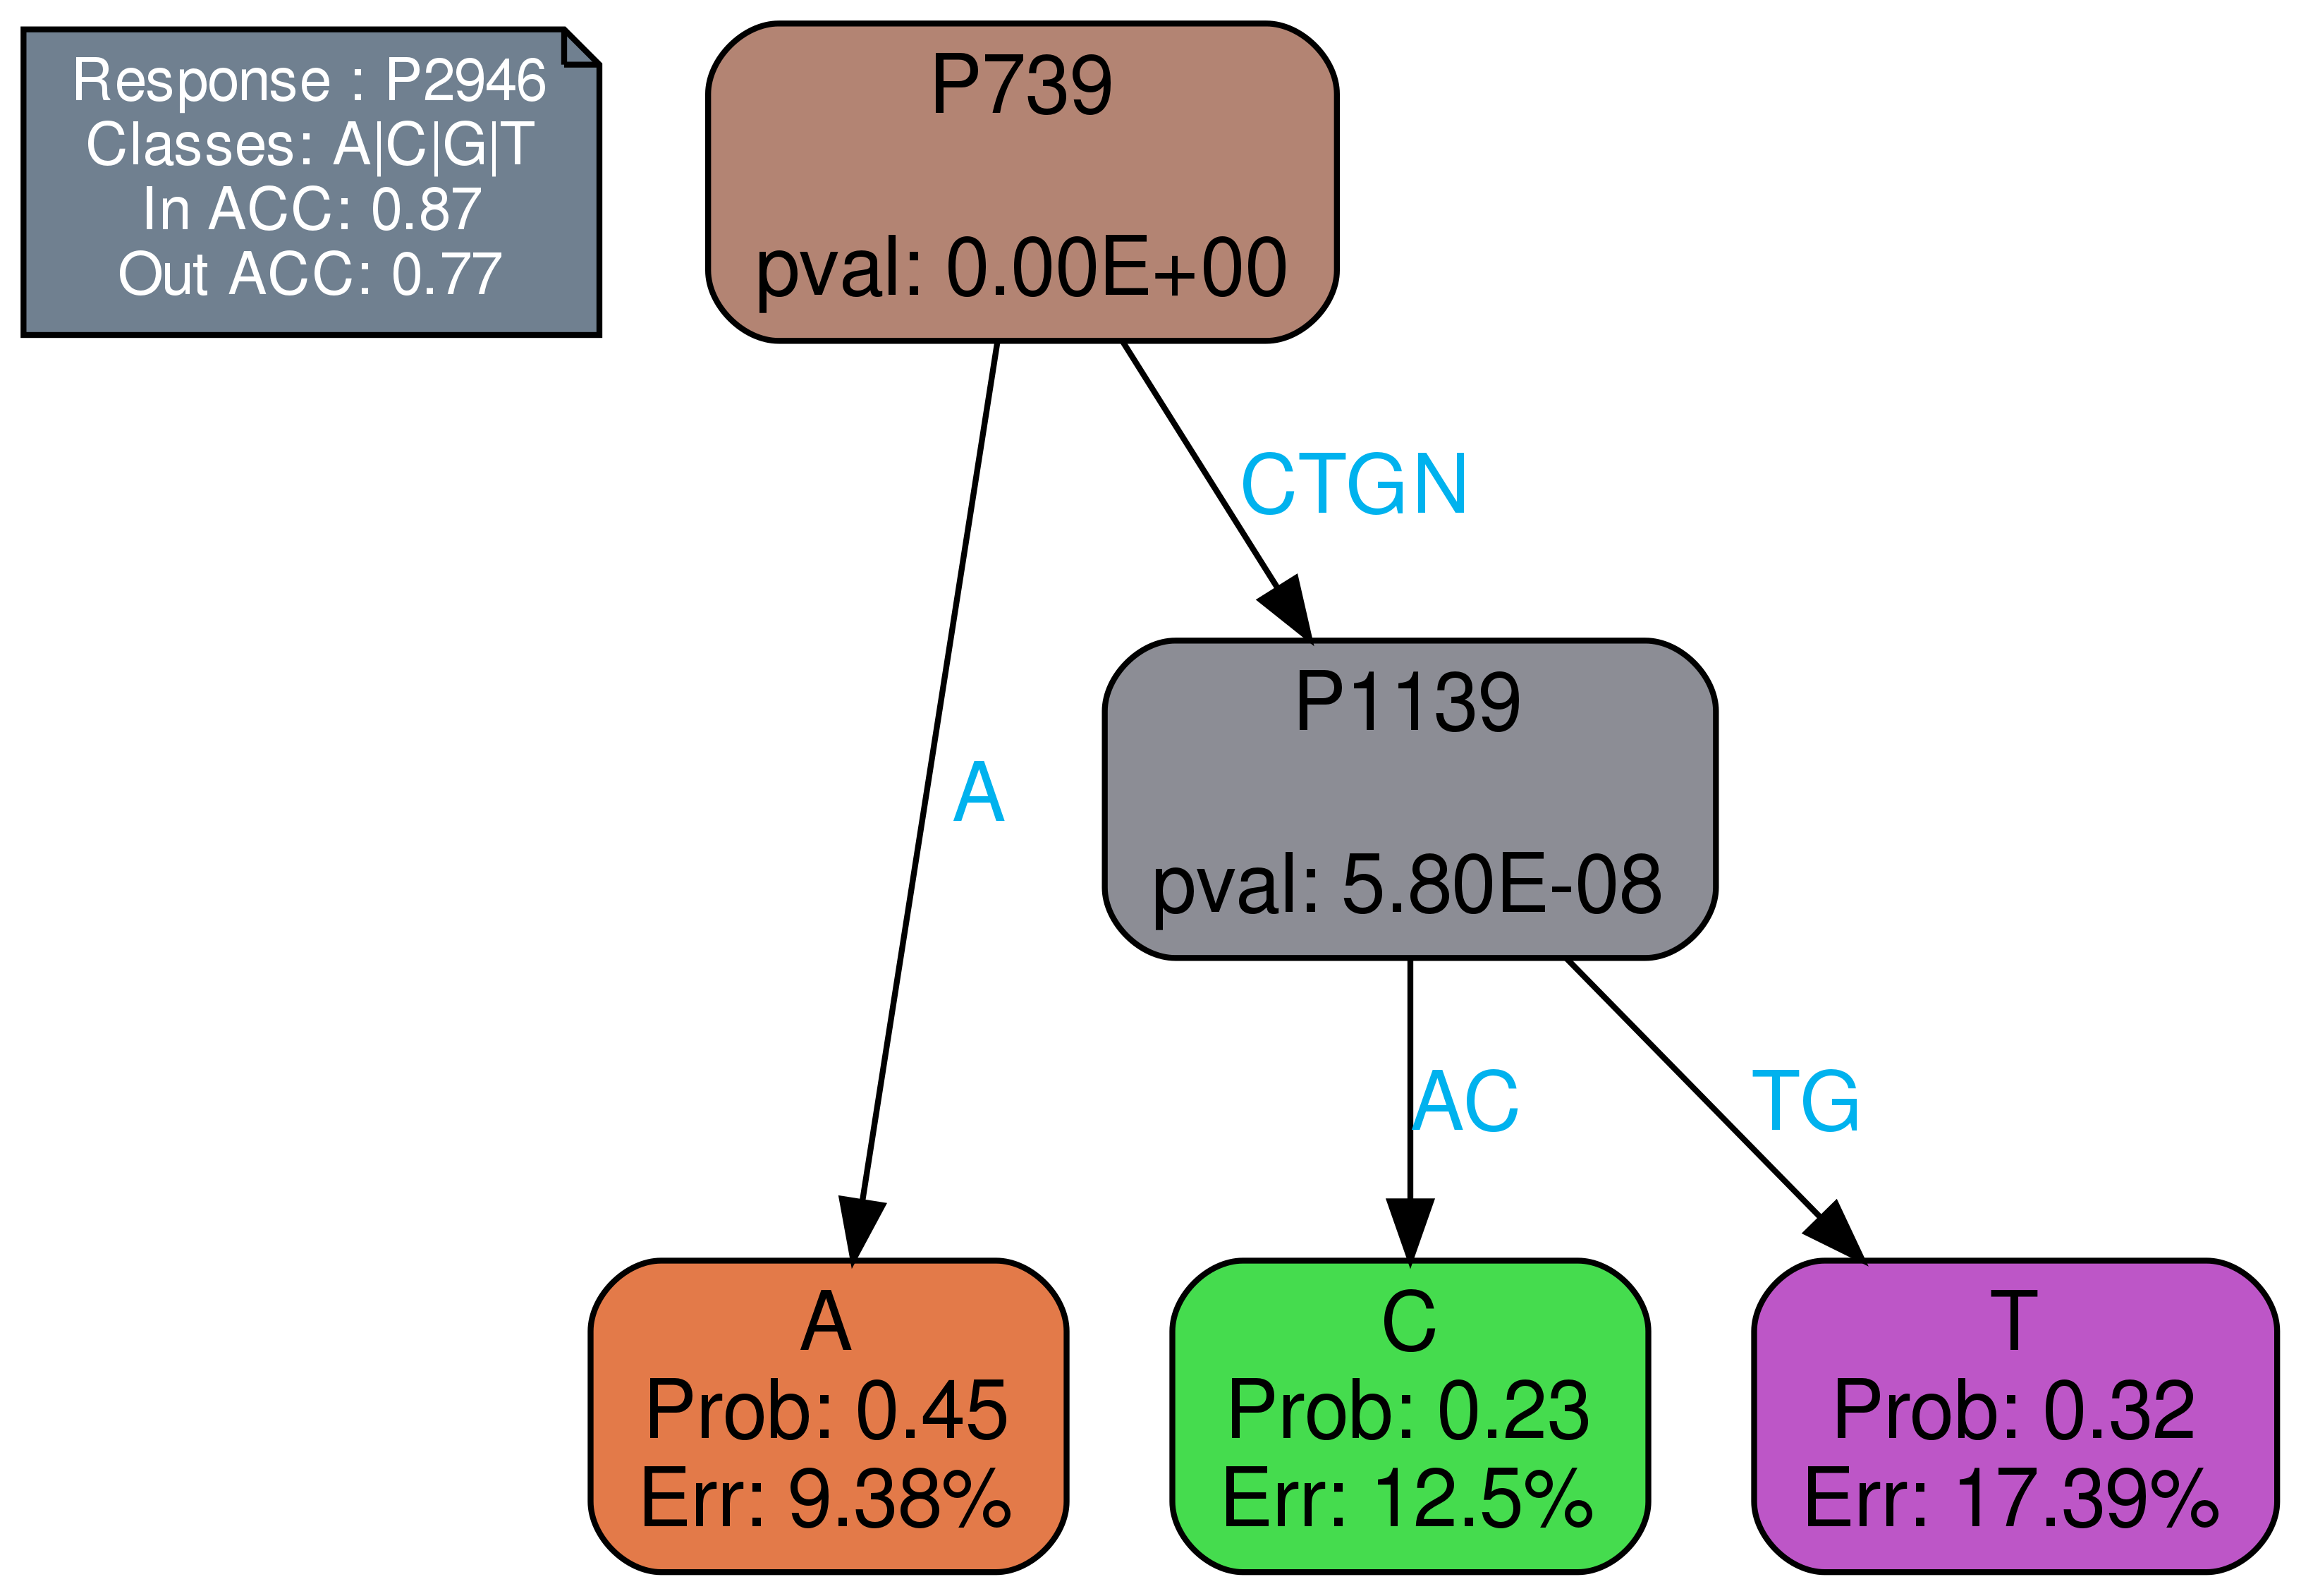 Response : P2946
Classes: A|C|G|T
In ACC: 0.87
Out ACC: 0.77
P739
pval: 0.00E+00
CTGN
P1139
pval: 5.80E-08
A
AC
TG
A
Prob: 0.45
Err: 9.38%
C
Prob: 0.23
Err: 12.5%
T
Prob: 0.32
Err: 17.39%